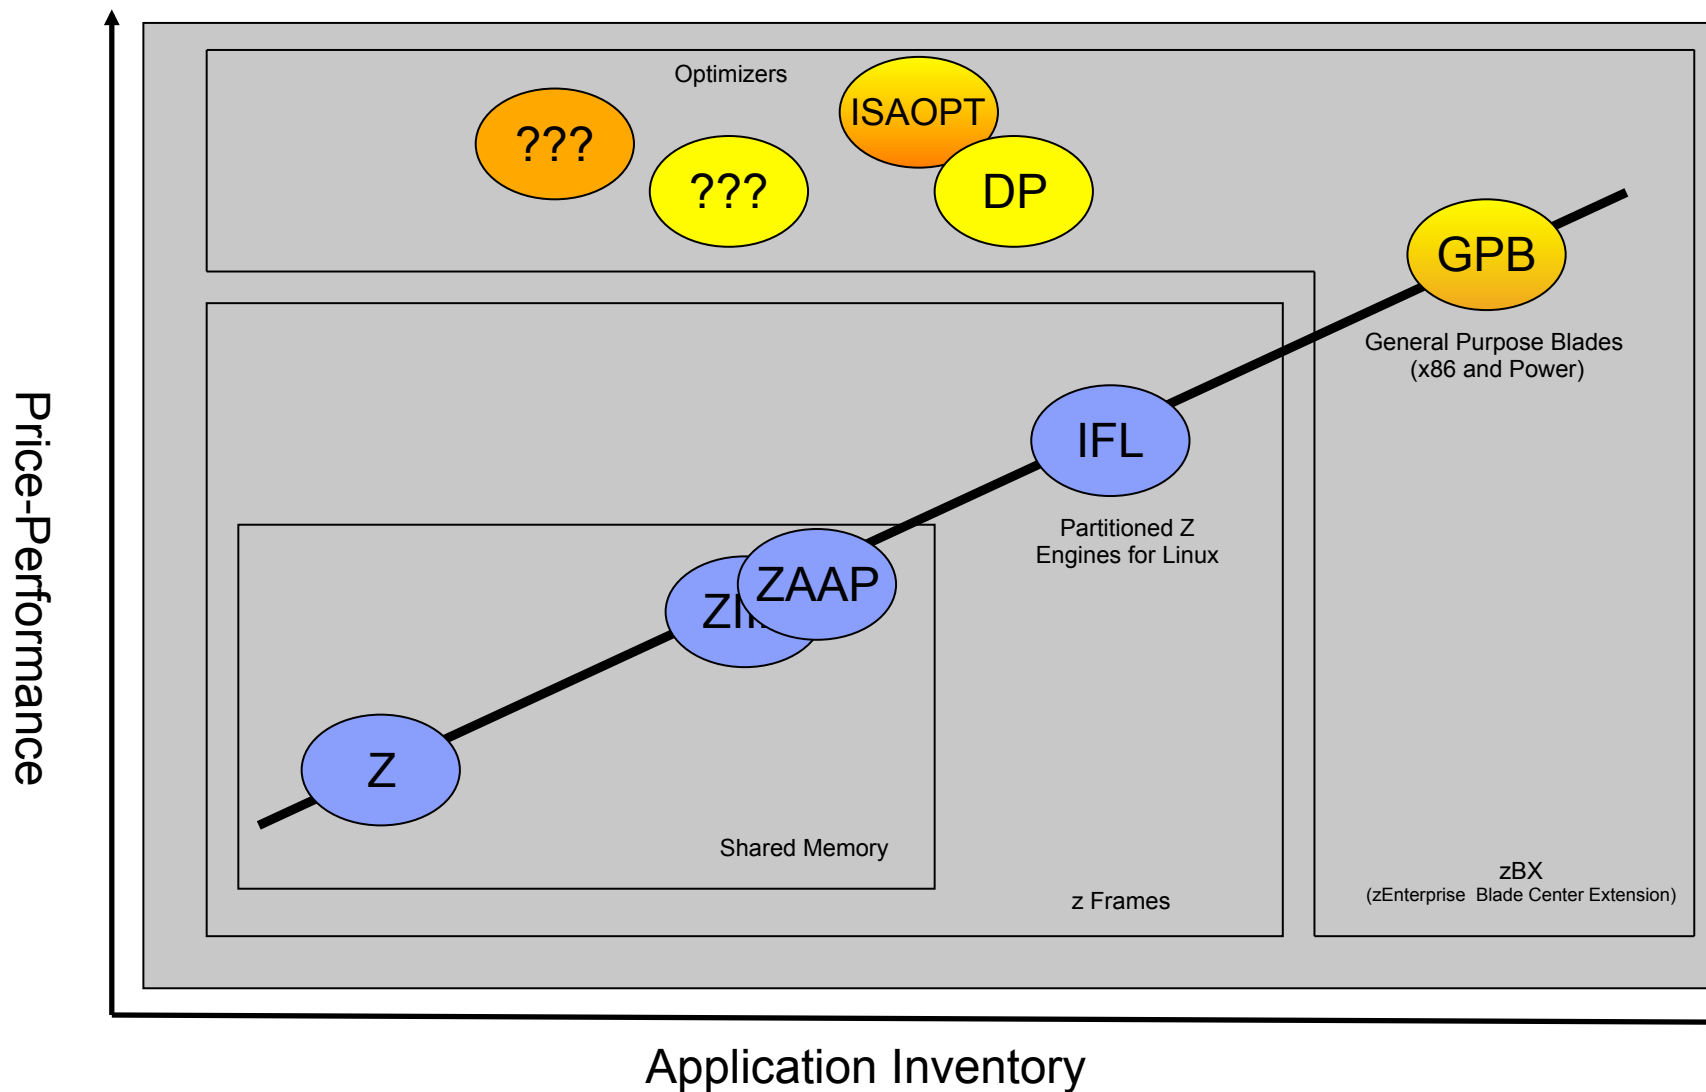 Optimizers
ISAOPT
???
???
DP
GPB
General Purpose Blades
(x86 and Power)
IFL
Partitioned Z
Engines for Linux
ZAAP
Z
Shared Memory
z Frames
zBX
(zEnterprise Blade Center Extension)
Price-Performance
Application Inventory